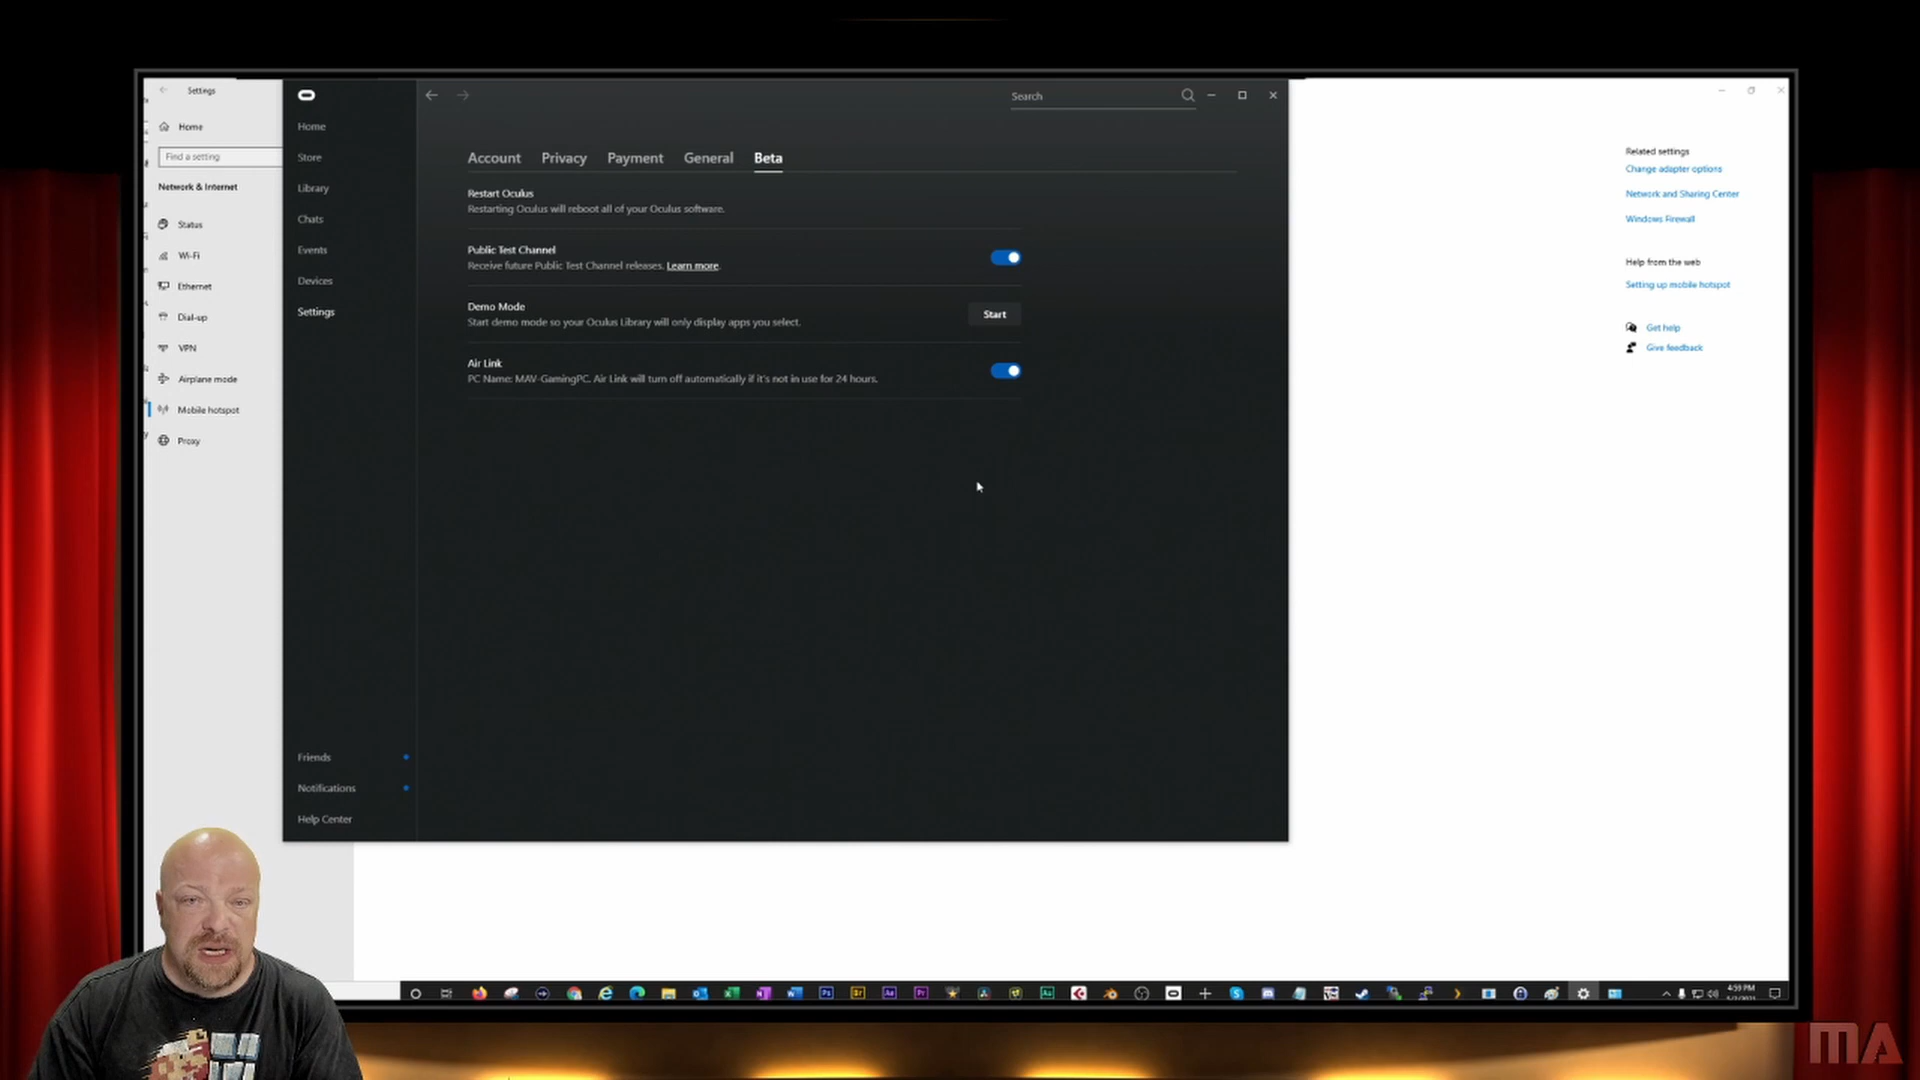 Settings
Home
Find a setting
Network & Internet
Status
Wi-Fi
Ethernet
Dial-up
VPN
Airplane mode
Mobile hotspot
Proxy
Home
Store
Library
Chats
Events
Devices
Settings
Friends
Notifications
Help Center
Search
Account Privacy Payment General Beta
Restart Oculus
Restarting Oculus will reboot all of your Oculus software.
Public Test Channel
Receive future Public Test Channel releases. Learn more.
Demo Mode
Start demo mode so your Oculus Library will only display apps you select.
Start
Air Link
PC Name: MAV-GamingPC. Air Link will turn off automatically if it's not in use for 24 hours.
Related settings
Change adapter options
Network and Sharing Center
Windows Firewall
Help from the web
Setting up mobile hotspot
Get help
Give feedback
4:59 PM
MA